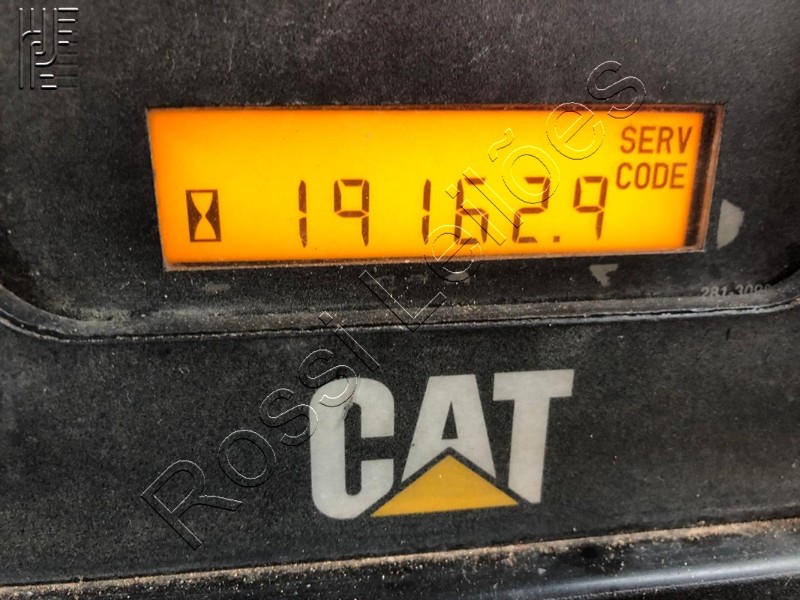 SERV
CODE
19162.9
CAT
Rossi Leilões